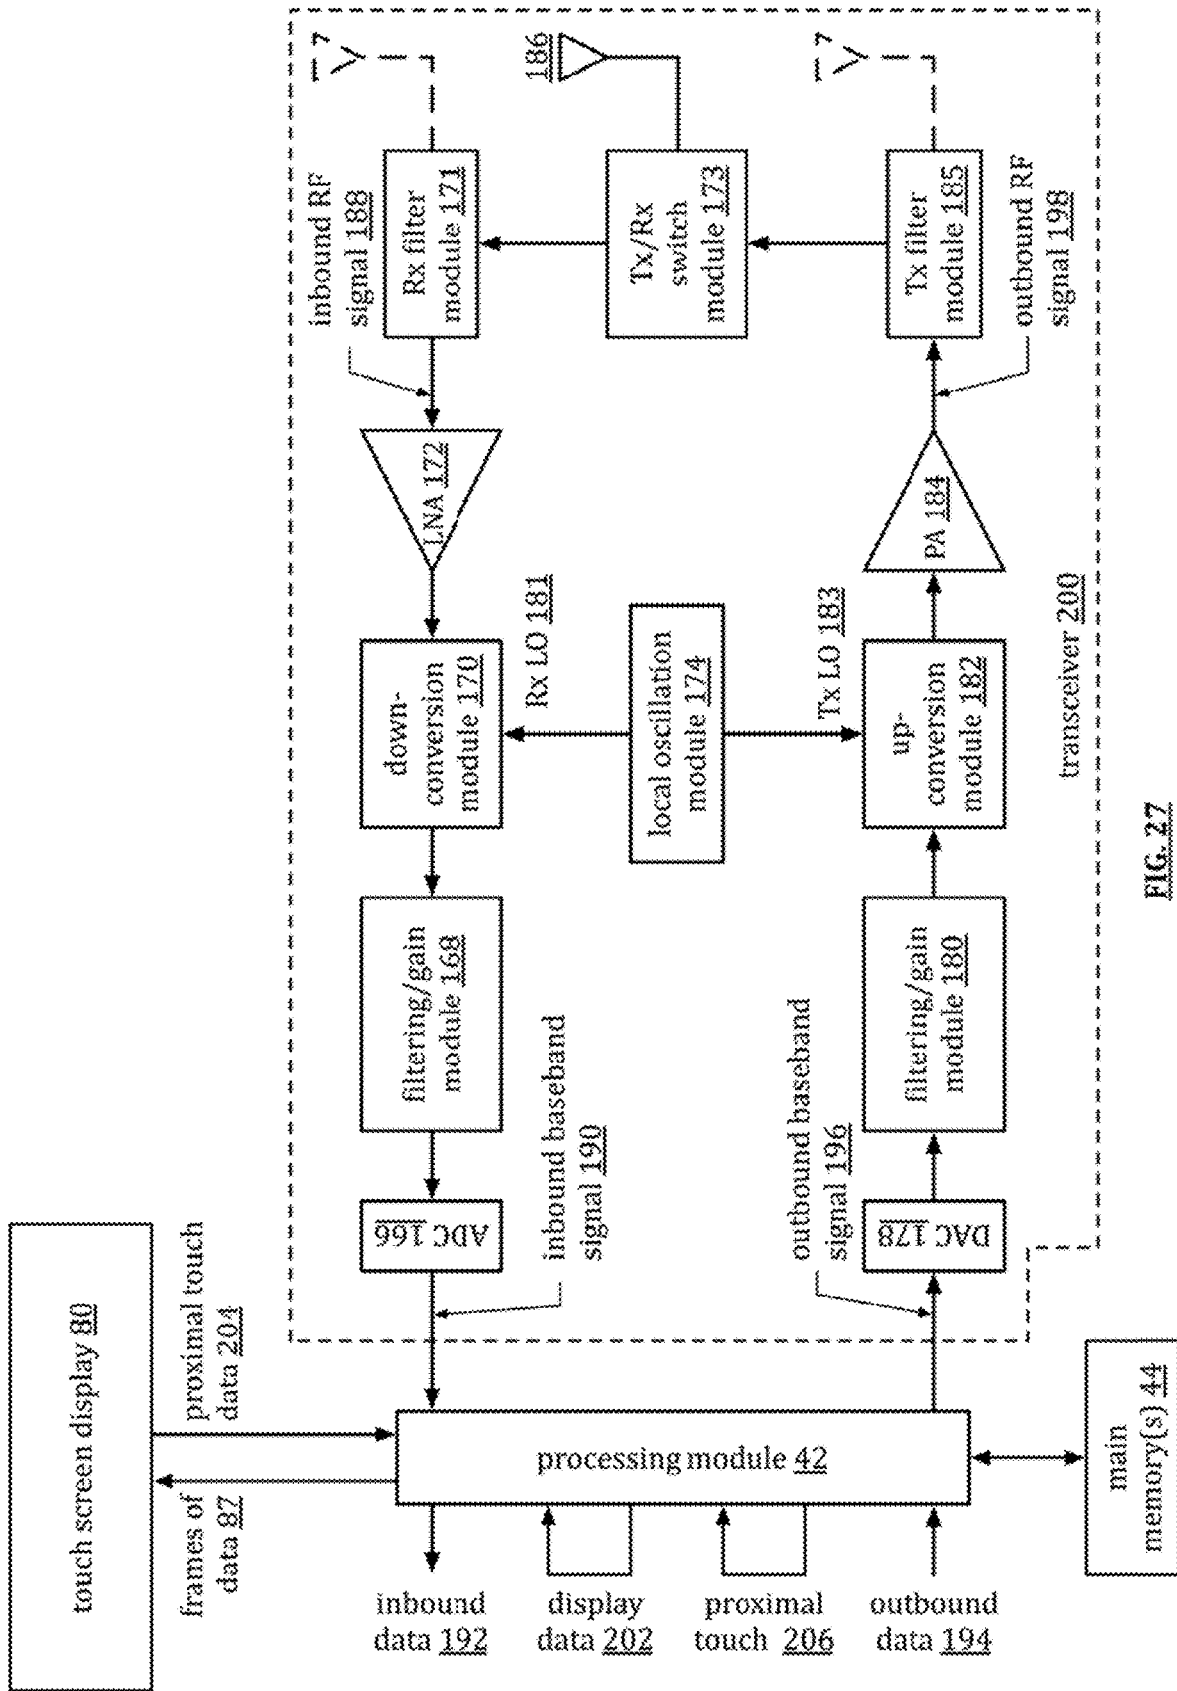 touch screen display 80
frames of
data 87
proximal touch
data 204
inbound
data 192
display
data 202
proximal
touch 206
outbound
data 194
processing module 42
main
memory(s) 44
ADC 166
inbound baseband
signal 190
filtering/gain
module 168
down-
conversion
module 170
Rx LO 181
LNA 172
inbound RF
signal 188
Rx filter
module 171
local oscillation
module 174
Tx/Rx
switch
module 173
186
DAC 178
outbound baseband
signal 196
filtering/gain
module 180
up-
conversion
module 182
Tx LO 183
PA 184
outbound RF
signal 198
Tx filter
module 185
transceiver 200
FIG. 27